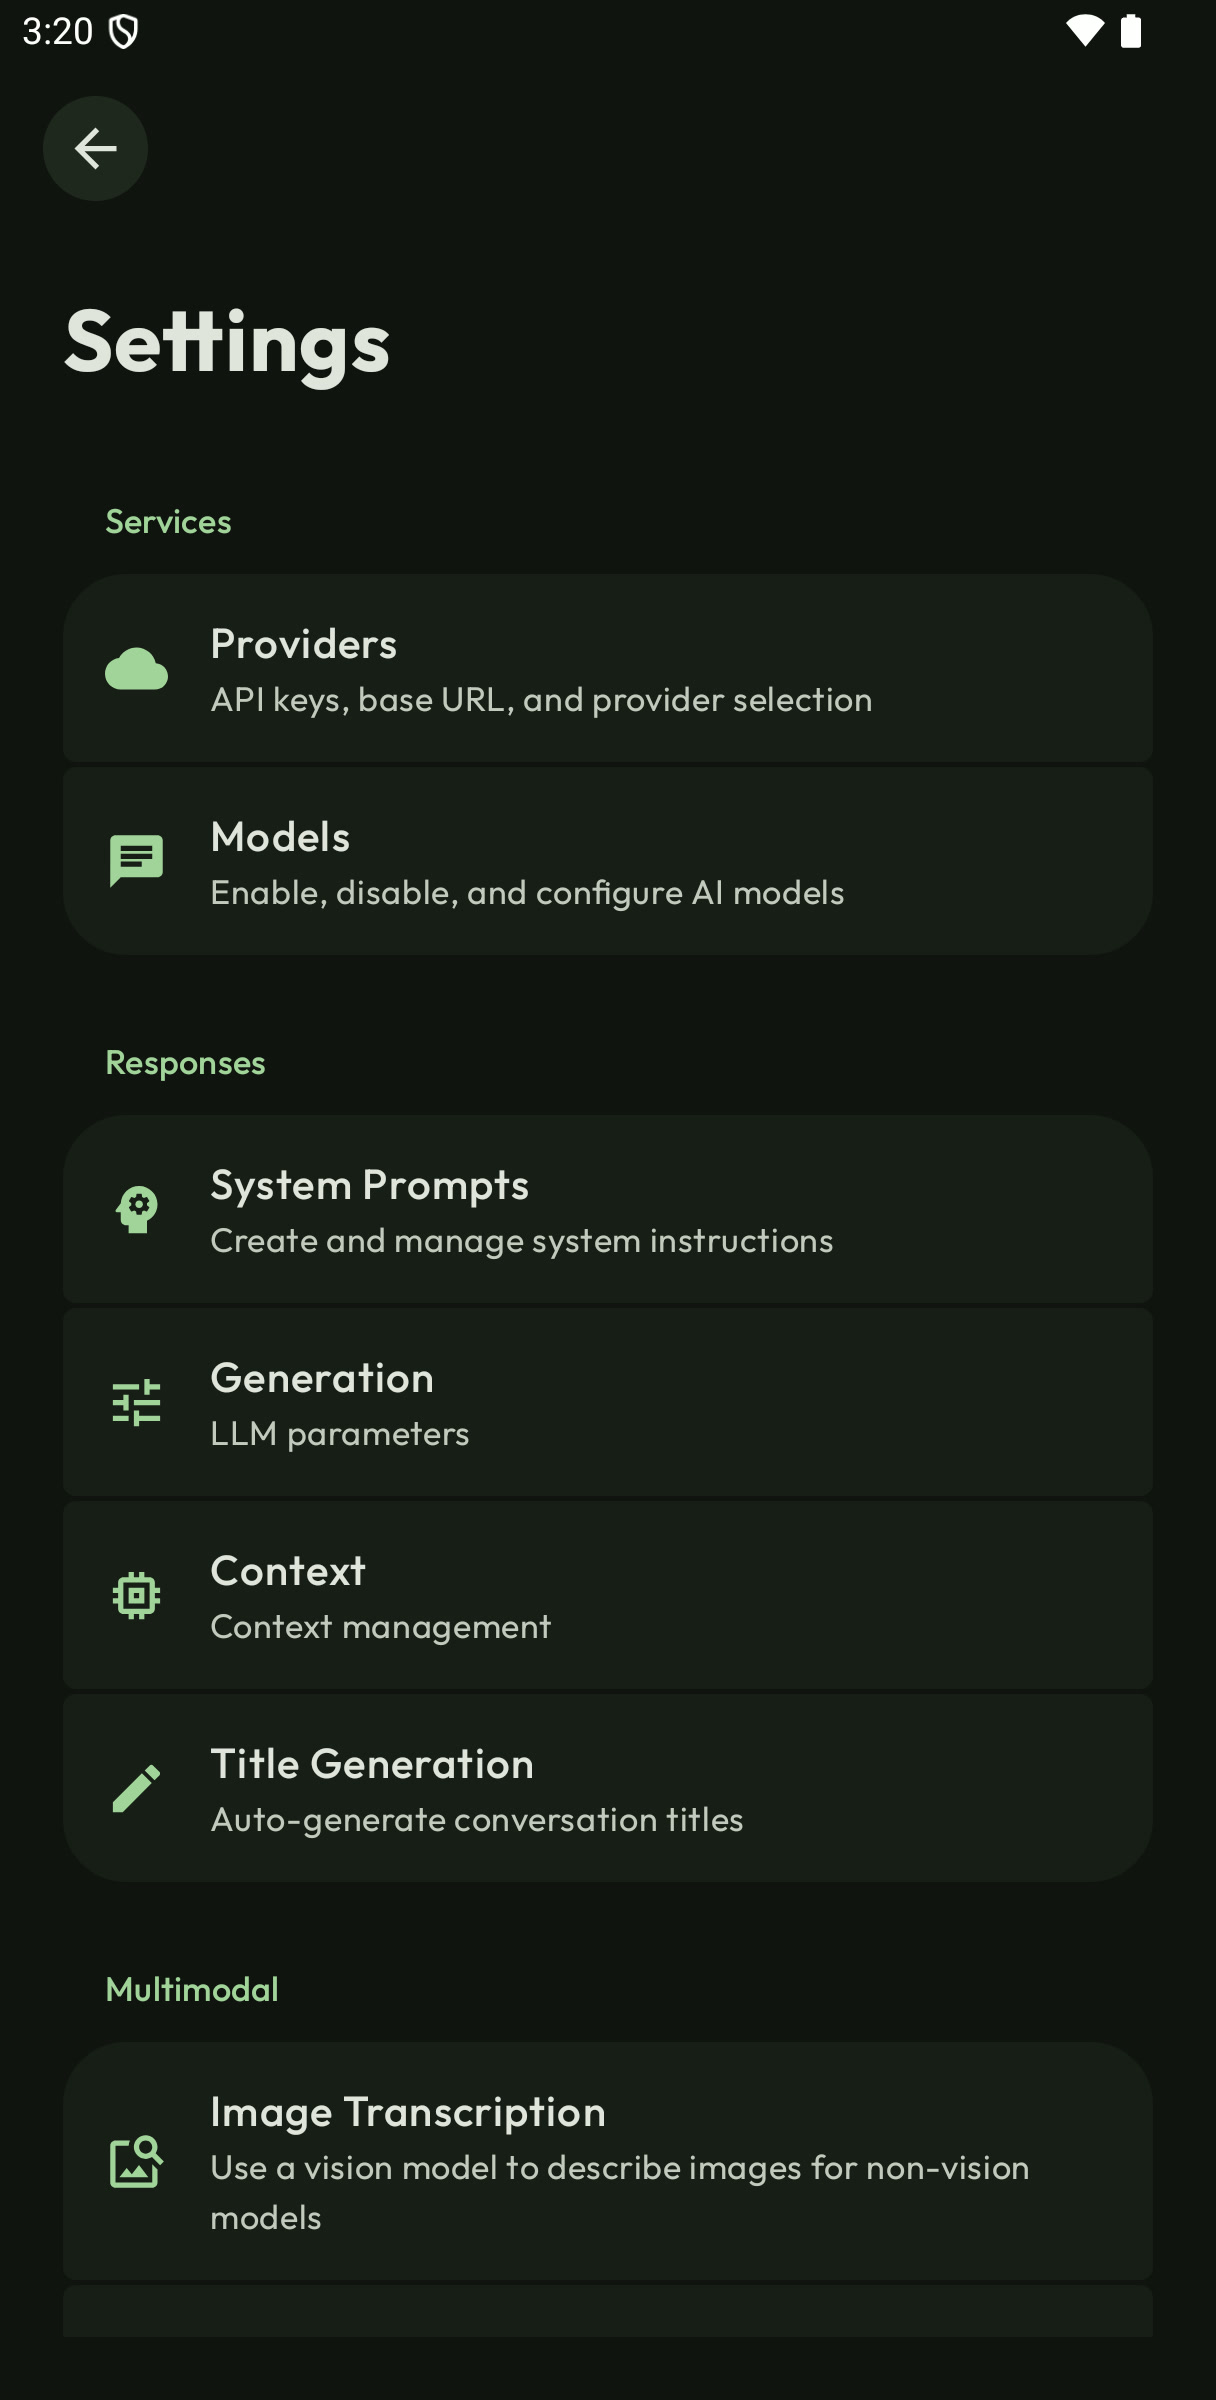 3:20
Settings
Services
Providers
API keys, base URL, and provider selection
Models
Enable, disable, and configure AI models
Responses
System Prompts
Create and manage system instructions
Generation
LLM parameters
Context
Context management
Title Generation
Auto-generate conversation titles
Multimodal
Image Transcription
Use a vision model to describe images for non-vision
models